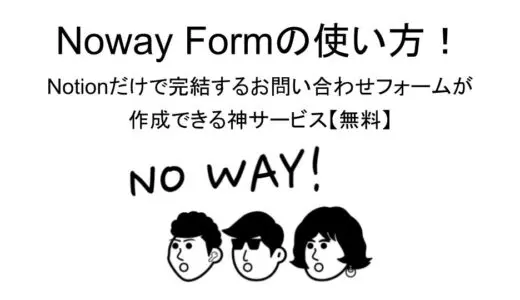 Noway Formの使い方！
Notionだけで完結するお問い合わせフォームが
作成できる神サービス【無料】
NO WAY!